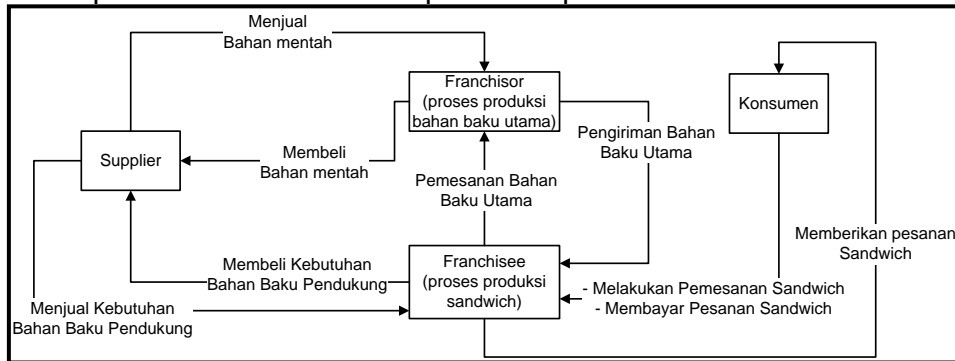 Menjual
Bahan mentah
Franchisor
(proses produksi
bahan baku utama)
Konsumen
Pengiriman Bahan
Baku Utama
Supplier
Membeli
Bahan mentah
Pemesanan Bahan
Baku Utama
Memberikan pesanan
Sandwich
Membeli Kebutuhan
Bahan Baku Pendukung
Franchisee
(proses produksi
sandwich)
- Melakukan Pemesanan Sandwich
- Membayar Pesanan Sandwich
Menjual Kebutuhan
Bahan Baku Pendukung